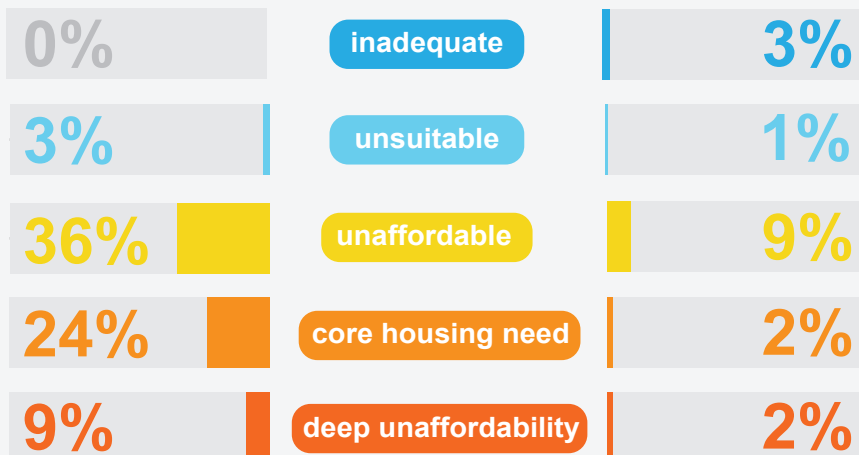 0% inadequate 3%
3% unsuitable 1%
36% unaffordable 9%
24% core housing need 2%
9% deep unaffordability 2%